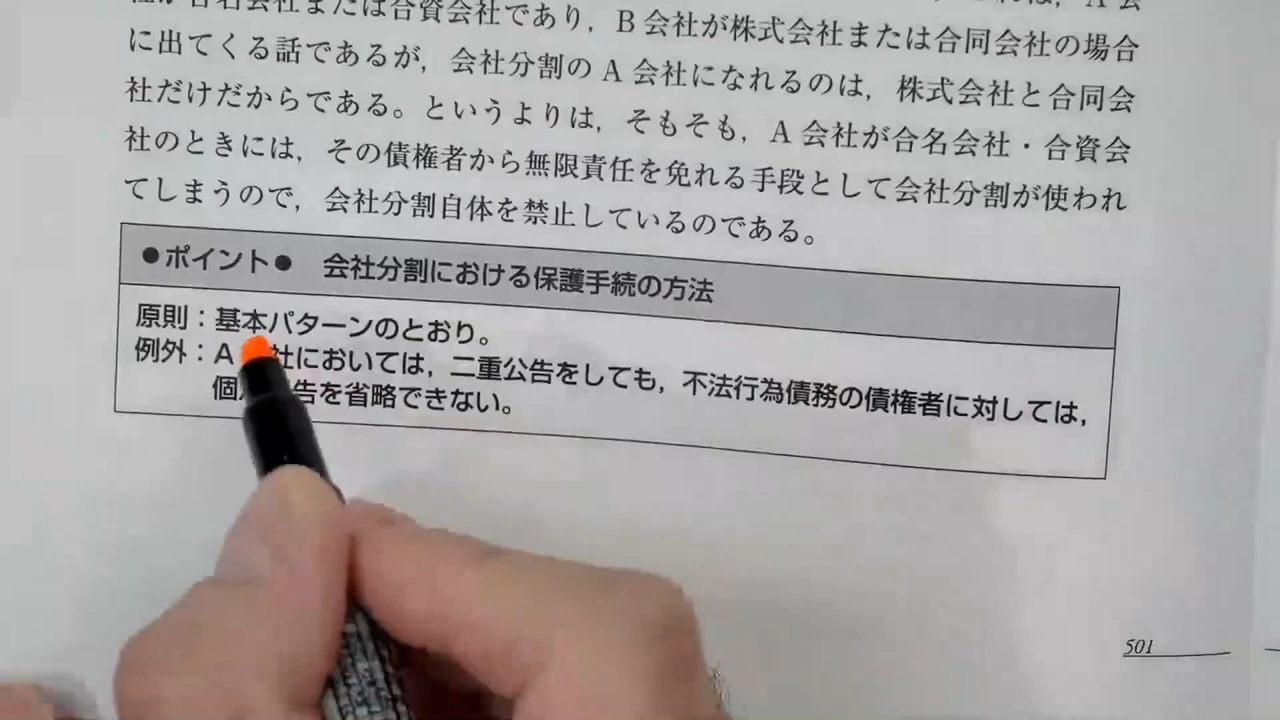 社であり，B会社が株式会社または合同会社の場合
に出てくる話であるが，会社分割のA会社になれるのは，株式会社と合同会
社だけだからである。というよりは，そもそも，A会社が合名会社・合資会
社のときには，その債権者から無限責任を免れる手段として会社分割が使われ
てしまうので，会社分割自体を禁止しているのである。
●ポイント● 会社分割における保護手続の方法
原則：基本パターンのとおり。
例外：A 社においては，二重公告をしても，不法行為債務の債権者に対しては，
個 告を省略できない。
501